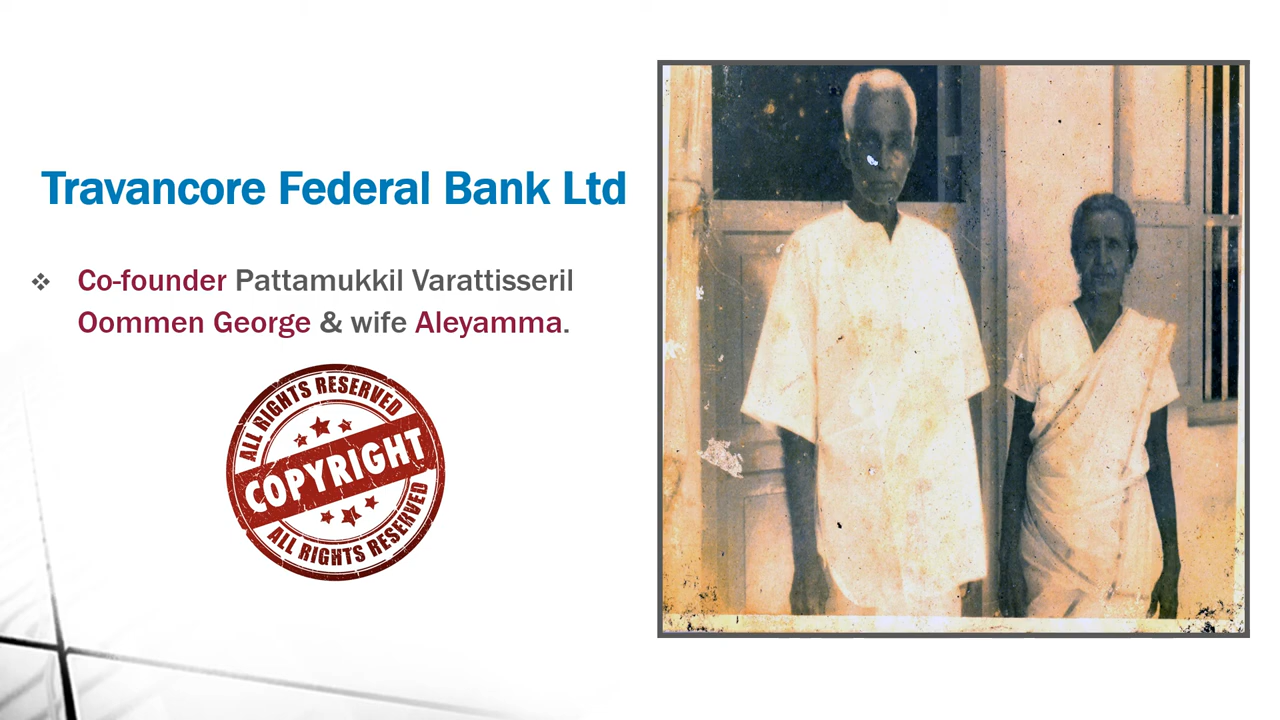 Travancore Federal Bank Ltd
❖ Co-founder Pattamukkil Varattisseril
Oommen George & wife Aleyamma.
ALL RIGHTS RESERVED
COPYRIGHT
ALL RIGHTS RESERVED